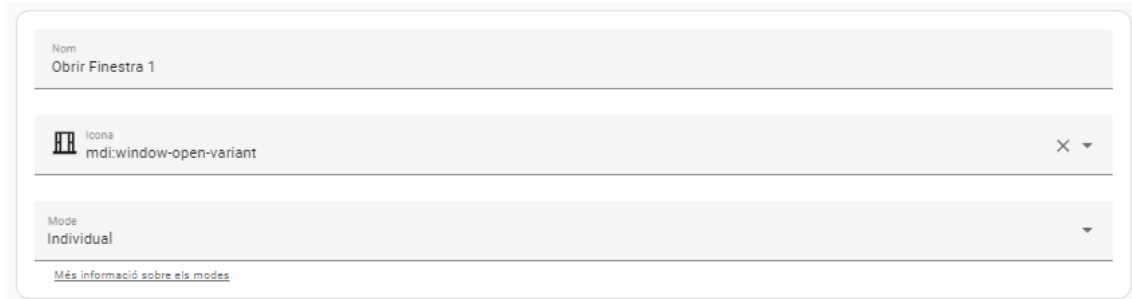 Nom
Obrir Finestra 1
Icona
mdi:window-open-variant
Mode
Individual
Més informació sobre els modes